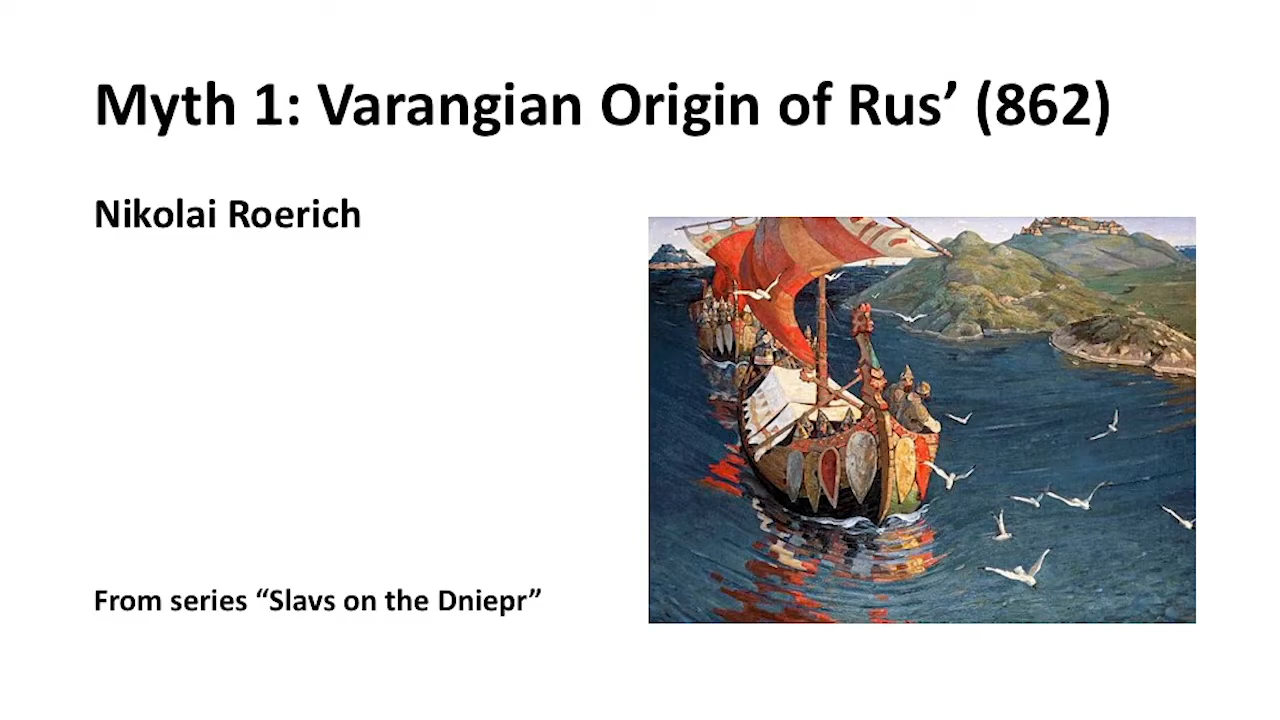 Myth 1: Varangian Origin of Rus’ (862)
Nikolai Roerich
From series “Slavs on the Dniepr”